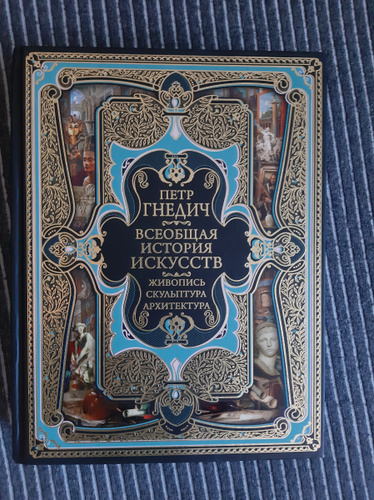 ПЕТР
ГНЕДИЧ
ВСЕОБЩАЯ
ИСТОРИЯ
ИСКУССТВ
ЖИВОПИСЬ
СКУЛЬПТУРА
АРХИТЕКТУРА